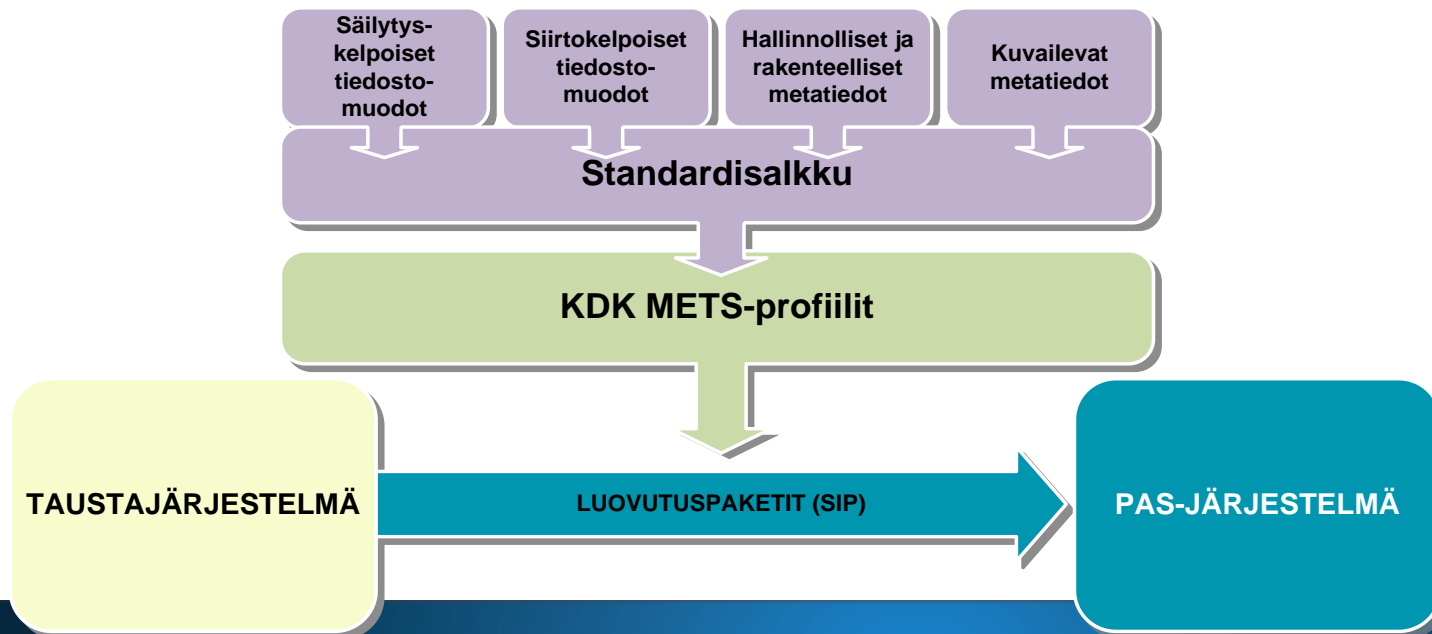 Säilytys-
kelpoiset
tiedosto-
muodot
Siirtokelpoiset
tiedosto-
muodot
Hallinnolliset ja
rakenteelliset
metatiedot
Kuvailevat
metatiedot
Standardisalkku
KDK METS-profiilit
TAUSTAJÄRJESTELMÄ
LUOVUTUSPAKETIT (SIP)
PAS-JÄRJESTELMÄ